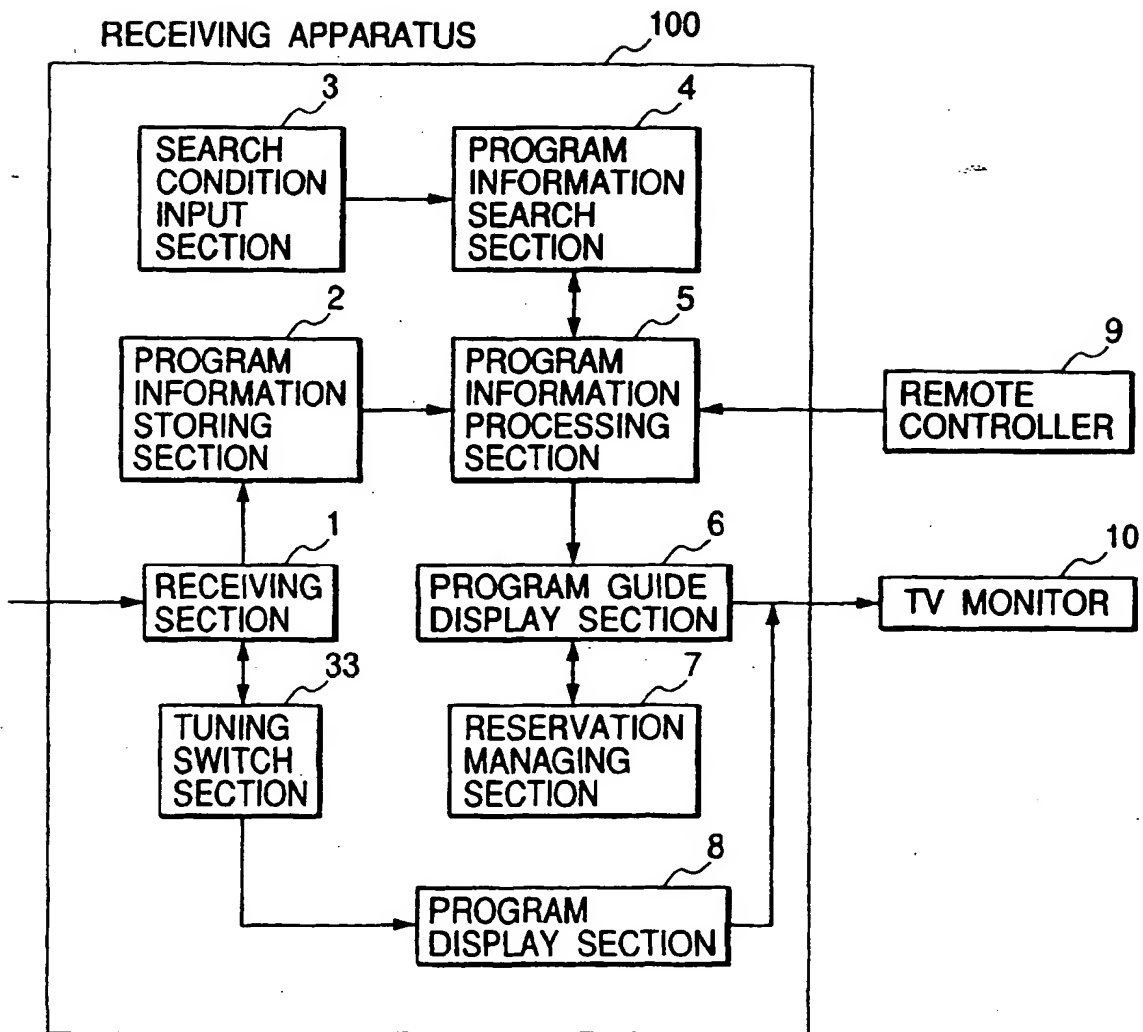 RECEIVING APPARATUS
100
3
SEARCH
CONDITION
INPUT
SECTION
4
PROGRAM
INFORMATION
SEARCH
SECTION
2
PROGRAM
INFORMATION
STORING
SECTION
5
PROGRAM
INFORMATION
PROCESSING
SECTION
9
REMOTE
CONTROLLER
1
RECEIVING
SECTION
6
PROGRAM GUIDE
DISPLAY SECTION
10
TV MONITOR
33
TUNING
SWITCH
SECTION
7
RESERVATION
MANAGING
SECTION
8
PROGRAM
DISPLAY SECTION